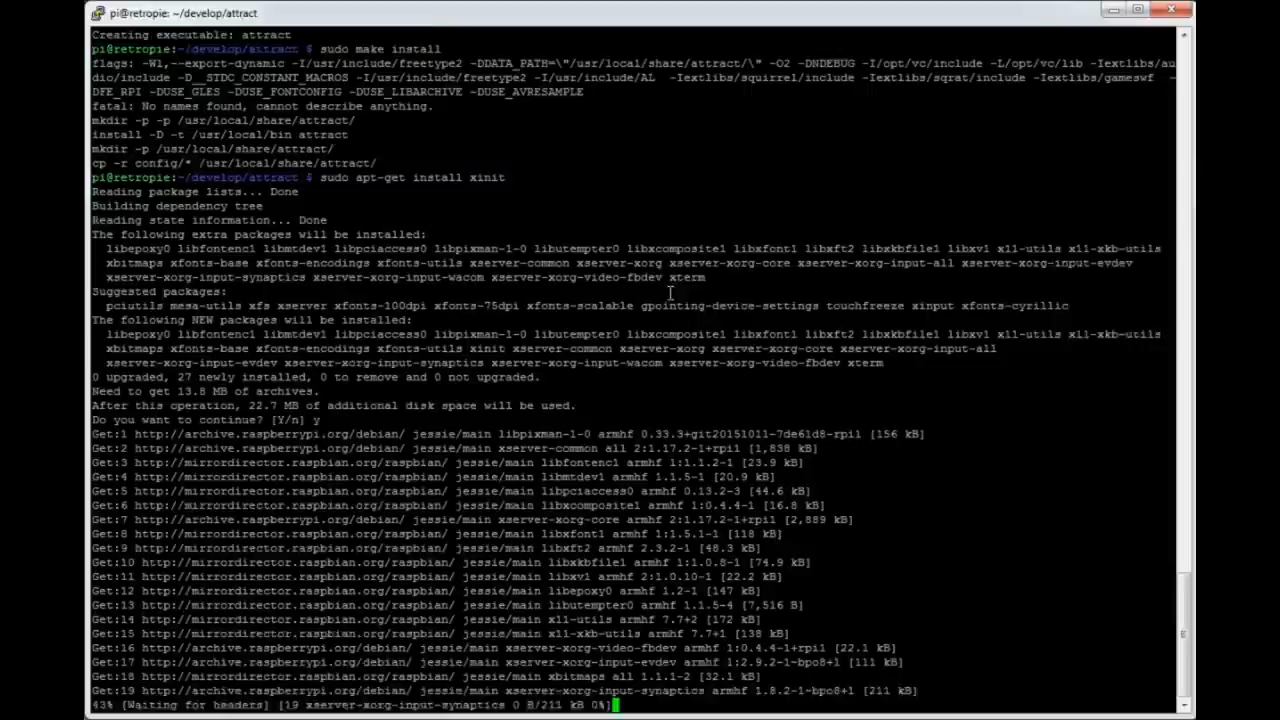 pi@retropie: ~/develop/attract
Creating executable: attract
pi@retropie:~/develop/attract $ sudo make install
flags: -Wl,--export-dynamic -I/usr/include/freetype2 -DDATA_PATH=\"/usr/local/share/attract/\" -O2 -DNDEBUG -I/opt/vc/include -L/opt/vc/lib -Iextlibs/au
dio/include -D__STDC_CONSTANT_MACROS -I/usr/include/freetype2 -I/usr/include/AL  -Iextlibs/squirrel/include -Iextlibs/sqrat/include -Iextlibs/gameswf  -
DFE_RPI -DUSE_GLES -DUSE_FONTCONFIG -DUSE_LIBARCHIVE -DUSE_AVRESAMPLE
fatal: No names found, cannot describe anything.
mkdir -p -p /usr/local/share/attract/
install -D -t /usr/local/bin attract
mkdir -p /usr/local/share/attract/
cp -r config/* /usr/local/share/attract/
pi@retropie:~/develop/attract $ sudo apt-get install xinit
Reading package lists... Done
Building dependency tree
Reading state information... Done
The following extra packages will be installed:
libepoxy0 libfontenc1 libmtdev1 libpciaccess0 libpixman-1-0 libutempter0 libxcomposite1 libxfont1 libxft2 libxkbfile1 libxv1 x11-utils x11-xkb-utils
xbitmaps xfonts-base xfonts-encodings xfonts-utils xserver-common xserver-xorg xserver-xorg-core xserver-xorg-input-all xserver-xorg-input-evdev
xserver-xorg-input-synaptics xserver-xorg-input-wacom xserver-xorg-video-fbdev xterm
Suggested packages:
pciutils mesa-utils xfs xserver xfonts-100dpi xfonts-75dpi xfonts-scalable gpointing-device-settings touchfreeze xinput xfonts-cyrillic
The following NEW packages will be installed:
libepoxy0 libfontenc1 libmtdev1 libpciaccess0 libpixman-1-0 libutempter0 libxcomposite1 libxfont1 libxft2 libxkbfile1 libxv1 x11-utils x11-xkb-utils
xbitmaps xfonts-base xfonts-encodings xfonts-utils xinit xserver-common xserver-xorg xserver-xorg-core xserver-xorg-input-all
xserver-xorg-input-evdev xserver-xorg-input-synaptics xserver-xorg-input-wacom xserver-xorg-video-fbdev xterm
0 upgraded, 27 newly installed, 0 to remove and 0 not upgraded.
Need to get 13.8 MB of archives.
After this operation, 22.7 MB of additional disk space will be used.
Do you want to continue? [Y/n] y
Get:1 http://archive.raspberrypi.org/debian/ jessie/main libpixman-1-0 armhf 0.33.3+git20151011-7de61d8-rpi1 [156 kB]
Get:2 http://archive.raspberrypi.org/debian/ jessie/main xserver-common all 2:1.17.2-1+rpi1 [1,838 kB]
Get:3 http://mirrordirector.raspbian.org/raspbian/ jessie/main libfontenc1 armhf 1:1.1.2-1 [23.9 kB]
Get:4 http://mirrordirector.raspbian.org/raspbian/ jessie/main libmtdev1 armhf 1.1.5-1 [20.9 kB]
Get:5 http://mirrordirector.raspbian.org/raspbian/ jessie/main libpciaccess0 armhf 0.13.2-3 [44.6 kB]
Get:6 http://mirrordirector.raspbian.org/raspbian/ jessie/main libxcomposite1 armhf 1:0.4.4-1 [16.8 kB]
Get:7 http://archive.raspberrypi.org/debian/ jessie/main xserver-xorg-core armhf 2:1.17.2-1+rpi1 [2,889 kB]
Get:8 http://mirrordirector.raspbian.org/raspbian/ jessie/main libxfont1 armhf 1:1.5.1-1 [118 kB]
Get:9 http://mirrordirector.raspbian.org/raspbian/ jessie/main libxft2 armhf 2.3.2-1 [48.3 kB]
Get:10 http://mirrordirector.raspbian.org/raspbian/ jessie/main libxkbfile1 armhf 1:1.0.8-1 [74.9 kB]
Get:11 http://mirrordirector.raspbian.org/raspbian/ jessie/main libxv1 armhf 2:1.0.10-1 [22.2 kB]
Get:12 http://mirrordirector.raspbian.org/raspbian/ jessie/main libepoxy0 armhf 1.2-1 [147 kB]
Get:13 http://mirrordirector.raspbian.org/raspbian/ jessie/main libutempter0 armhf 1.1.5-4 [7,516 B]
Get:14 http://mirrordirector.raspbian.org/raspbian/ jessie/main x11-utils armhf 7.7+2 [172 kB]
Get:15 http://mirrordirector.raspbian.org/raspbian/ jessie/main x11-xkb-utils armhf 7.7+1 [138 kB]
Get:16 http://archive.raspberrypi.org/debian/ jessie/main xserver-xorg-video-fbdev armhf 1:0.4.4-1+rpi1 [22.1 kB]
Get:17 http://archive.raspberrypi.org/debian/ jessie/main xserver-xorg-input-evdev armhf 1:2.9.2-1~bpo8+1 [111 kB]
Get:18 http://mirrordirector.raspbian.org/raspbian/ jessie/main xbitmaps all 1.1.1-2 [32.1 kB]
Get:19 http://archive.raspberrypi.org/debian/ jessie/main xserver-xorg-input-synaptics armhf 1.8.2-1~bpo8+1 [211 kB]
43% [Waiting for headers] [19 xserver-xorg-input-synaptics 0 B/211 kB 0%]